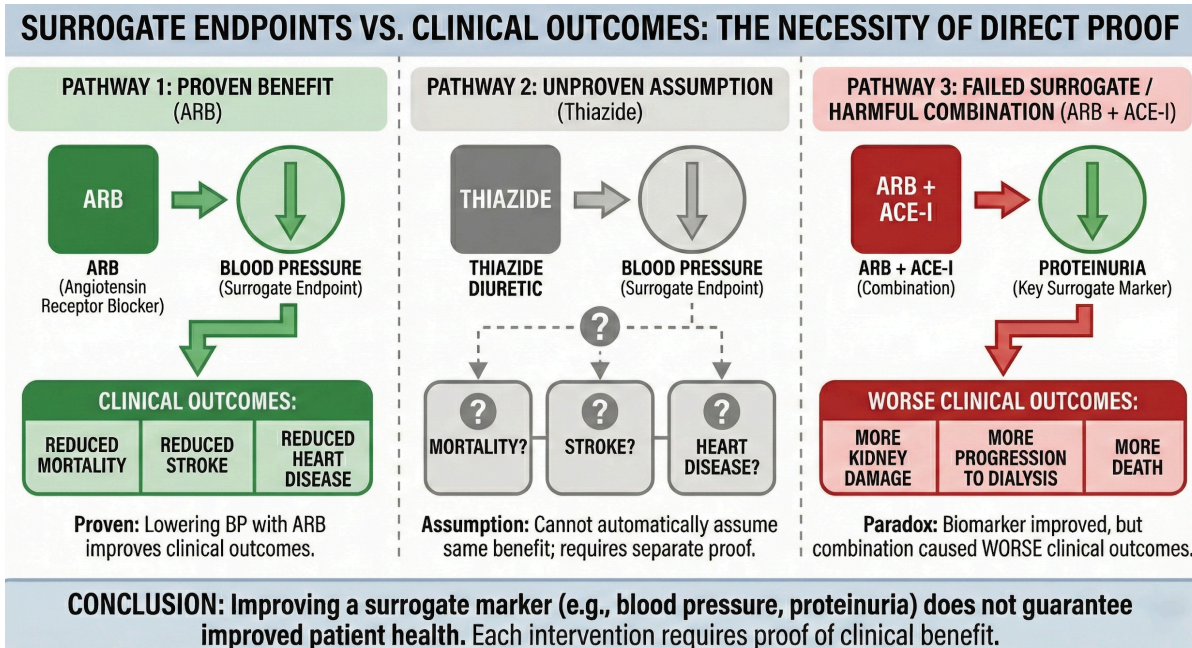 SURROGATE ENDPOINTS VS. CLINICAL OUTCOMES: THE NECESSITY OF DIRECT PROOF
PATHWAY 1: PROVEN BENEFIT
(ARB)
ARB
ARB
(Angiotensin
Receptor Blocker)
BLOOD PRESSURE
(Surrogate Endpoint)
CLINICAL OUTCOMES:
REDUCED
MORTALITY
REDUCED
STROKE
REDUCED
HEART
DISEASE
Proven: Lowering BP with ARB
improves clinical outcomes.
PATHWAY 2: UNPROVEN ASSUMPTION
(Thiazide)
THIAZIDE
THIAZIDE
DIURETIC
BLOOD PRESSURE
(Surrogate Endpoint)
?
?
MORTALITY?
?
STROKE?
?
HEART
DISEASE?
Assumption: Cannot automatically assume
same benefit; requires separate proof.
PATHWAY 3: FAILED SURROGATE /
HARMFUL COMBINATION (ARB + ACE-I)
ARB +
ACE-I
ARB + ACE-I
(Combination)
PROTEINURIA
(Key Surrogate Marker)
WORSE CLINICAL OUTCOMES:
MORE
KIDNEY
DAMAGE
MORE
PROGRESSION
TO DIALYSIS
MORE
DEATH
Paradox: Biomarker improved, but
combination caused WORSE clinical outcomes.
CONCLUSION: Improving a surrogate marker (e.g., blood pressure, proteinuria) does not guarantee
improved patient health. Each intervention requires proof of clinical benefit.